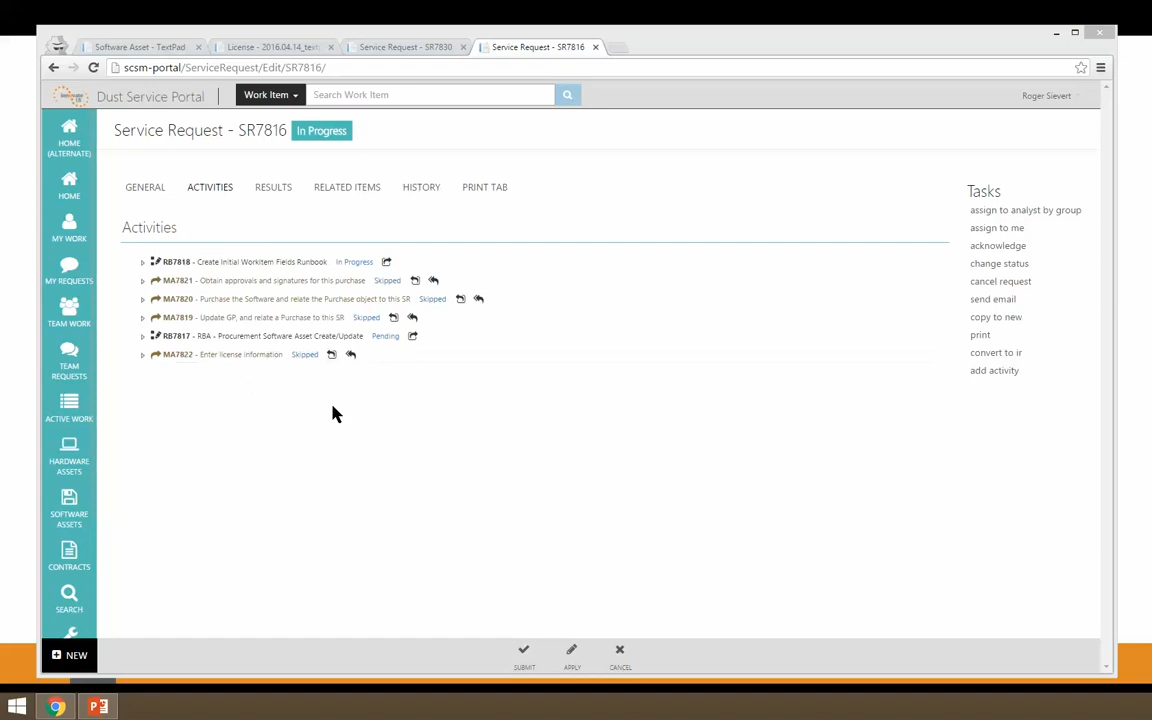 Software Asset - TextPad
License - 2016.04.14_text
Service Request - SR7830
Service Request - SR7816
scsm-portal/ServiceRequest/Edit/SR7816/
Dust Service Portal
Work Item
Search Work Item
Roger Sievert
HOME (ALTERNATE)
HOME
MY WORK
MY REQUESTS
TEAM WORK
TEAM REQUESTS
ACTIVE WORK
HARDWARE ASSETS
SOFTWARE ASSETS
CONTRACTS
SEARCH
NEW
Service Request - SR7816 In Progress
GENERAL ACTIVITIES RESULTS RELATED ITEMS HISTORY PRINT TAB
Activities
RB7818 - Create Initial WorkItem Fields Runbook In Progress
MA7821 - Obtain approvals and signatures for this purchase Skipped
MA7820 - Purchase the Software and relate the Purchase object to this SR Skipped
MA7819 - Update GP, and relate a Purchase to this SR Skipped
RB7817 - RBA - Procurement Software Asset Create/Update Pending
MA7822 - Enter license information Skipped
Tasks
assign to analyst by group
assign to me
acknowledge
change status
cancel request
send email
copy to new
print
convert to ir
add activity
SUBMIT APPLY CANCEL